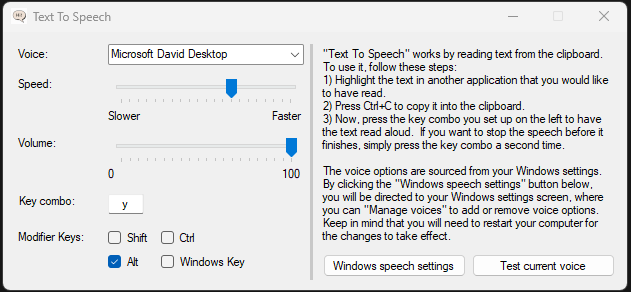 Text To Speech
Voice:
Microsoft David Desktop
Speed:
Slower
Faster
Volume:
0
100
Key combo:
y
Modifier Keys:
Shift
Ctrl
Alt
Windows Key
"Text To Speech" works by reading text from the clipboard.
To use it, follow these steps:
1) Highlight the text in another application that you would like
to have read.
2) Press Ctrl+C to copy it into the clipboard.
3) Now, press the key combo you set up on the left to have
the text read aloud.  If you want to stop the speech before it
finishes, simply press the key combo a second time.
The voice options are sourced from your Windows settings.
By clicking the "Windows speech settings" button below,
you will be directed to your Windows settings screen, where
you can "Manage voices" to add or remove voice options.
Keep in mind that you will need to restart your computer for
the changes to take effect.
Windows speech settings
Test current voice